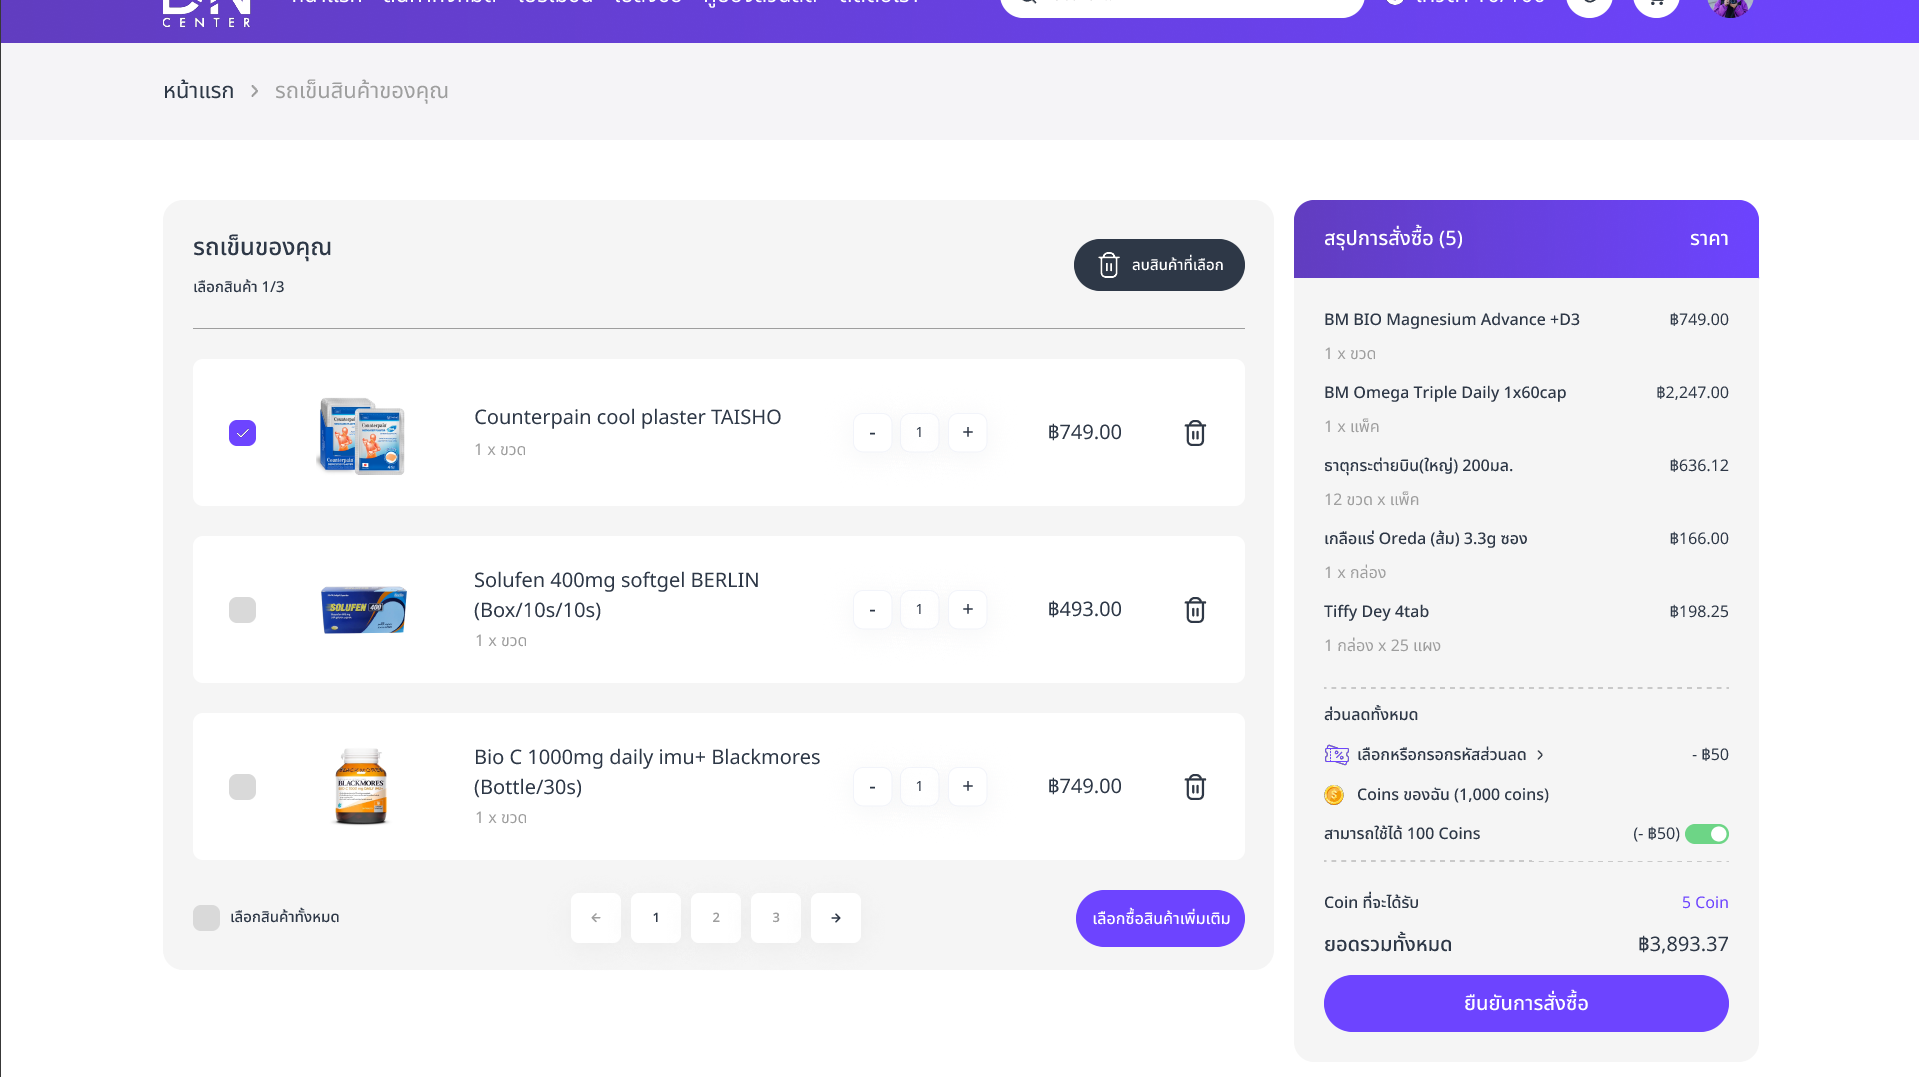 CENTER
หน้าแรก > รถเข็นสินค้าของคุณ
รถเข็นของคุณ
เลือกสินค้า 1/3
ลบสินค้าที่เลือก
Counterpain cool plaster TAISHO
1 x ขวด
- 1 +
฿749.00
Solufen 400mg softgel BERLIN
(Box/10s/10s)
1 x ขวด
- 1 +
฿493.00
SOLUFEN 400
Bio C 1000mg daily imu+ Blackmores
(Bottle/30s)
1 x ขวด
- 1 +
฿749.00
BLACKMORES
เลือกสินค้าทั้งหมด
← 1 2 3 →
เลือกซื้อสินค้าเพิ่มเติม
สรุปการสั่งซื้อ (5) ราคา
BM BIO Magnesium Advance +D3 ฿749.00
1 x ขวด
BM Omega Triple Daily 1x60cap ฿2,247.00
1 x แพ็ค
ธาตุกระต่ายบิน(ใหญ่) 200มล. ฿636.12
12 ขวด x แพ็ค
เกลือแร่ Oreda (ส้ม) 3.3g ซอง ฿166.00
1 x กล่อง
Tiffy Dey 4tab ฿198.25
1 กล่อง x 25 แผง
ส่วนลดทั้งหมด
เลือกหรือกรอกรหัสส่วนลด > - ฿50
Coins ของฉัน (1,000 coins)
สามารถใช้ได้ 100 Coins (- ฿50)
Coin ที่จะได้รับ 5 Coin
ยอดรวมทั้งหมด ฿3,893.37
ยืนยันการสั่งซื้อ